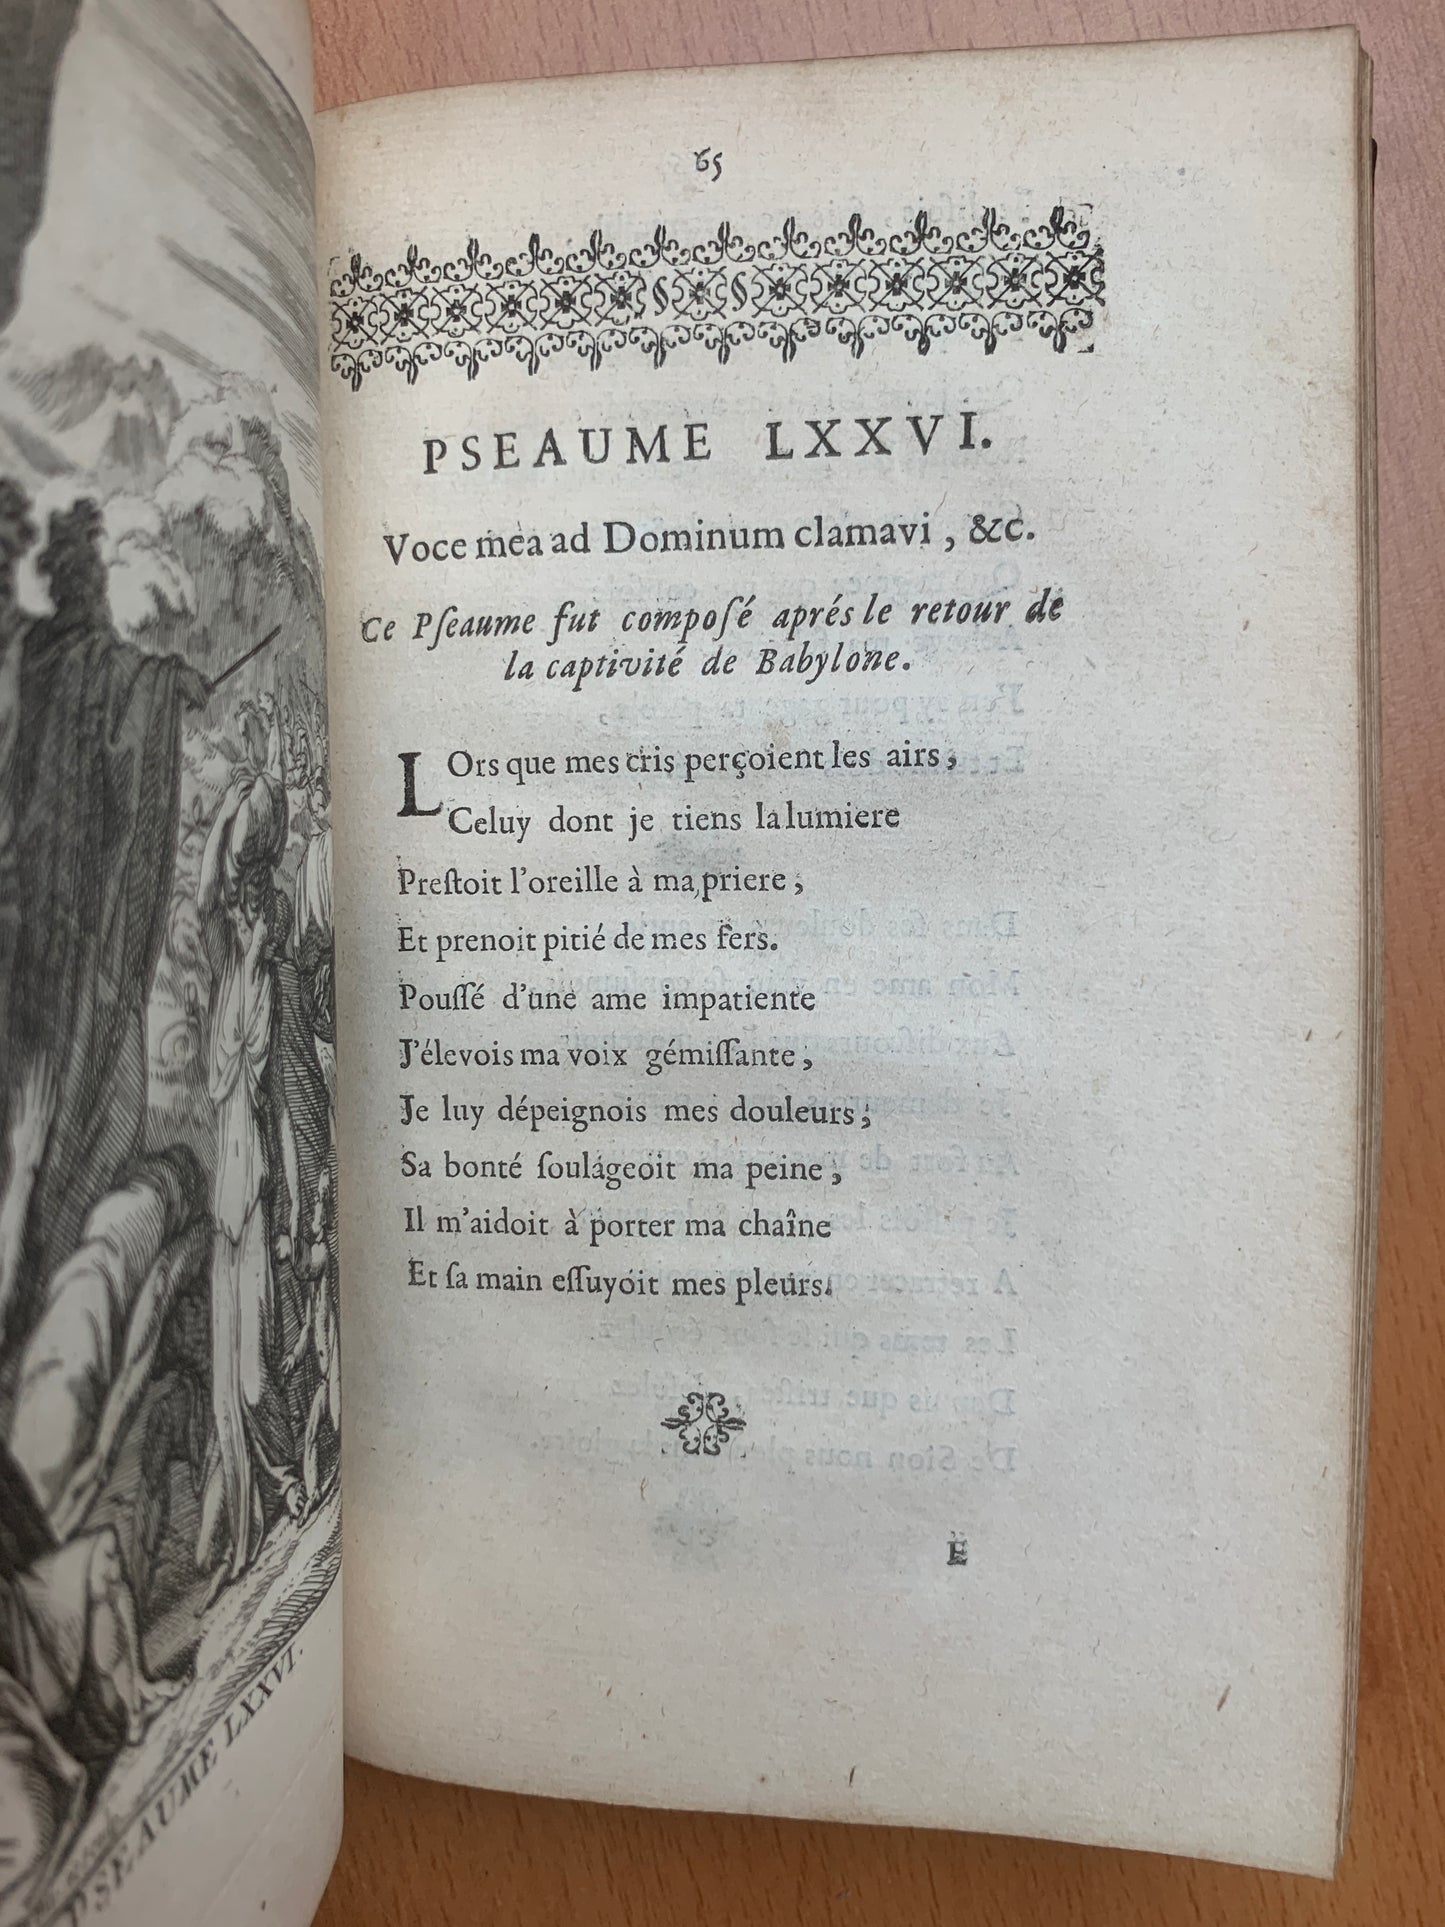 65
PSEAUME LXXVI.
Voce mea ad Dominum clamavi, &c.
Ce Pſeaume fut compoſé aprés le retour de
la captivité de Babylone.
LOrs que mes cris perçoient les airs,
Celuy dont je tiens la lumiere
Preſtoit l'oreille à ma priere;
Et prenoit pitié de mes fers.
Pouſſé d'une ame impatiente
J'élevois ma voix gémiſſante,
Je luy dépeignois mes douleurs;
Sa bonté ſoulageoit ma peine,
Il m'aidoit à porter ma chaîne
Et ſa main eſſuyoit mes pleurs.
E
PSEAUME LXXVI.